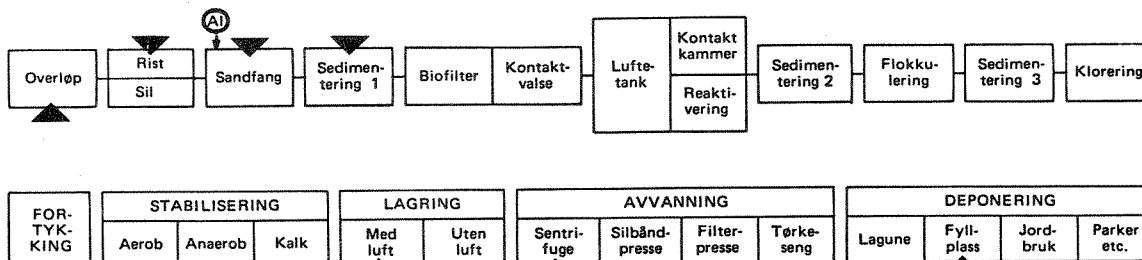 Al
Overløp
Rist
Sil
Sandfang
Sedimen-
tering 1
Biofilter
Kontakt-
valse
Lufte-
tank
Kontakt
kammer
Reakti-
vering
Sedimen-
tering 2
Flokku-
lering
Sedimen-
tering 3
Klorering
FOR-
TYK-
KING
STABILISERING
Aerob
Anaerob
Kalk
LAGRING
Med
luft
Uten
luft
AVVANNING
Sentri-
fuge
Silbånd-
presse
Filter-
presse
Tørke-
seng
DEPONERING
Lagune
Fyll-
plass
Jord-
bruk
Parker
etc.